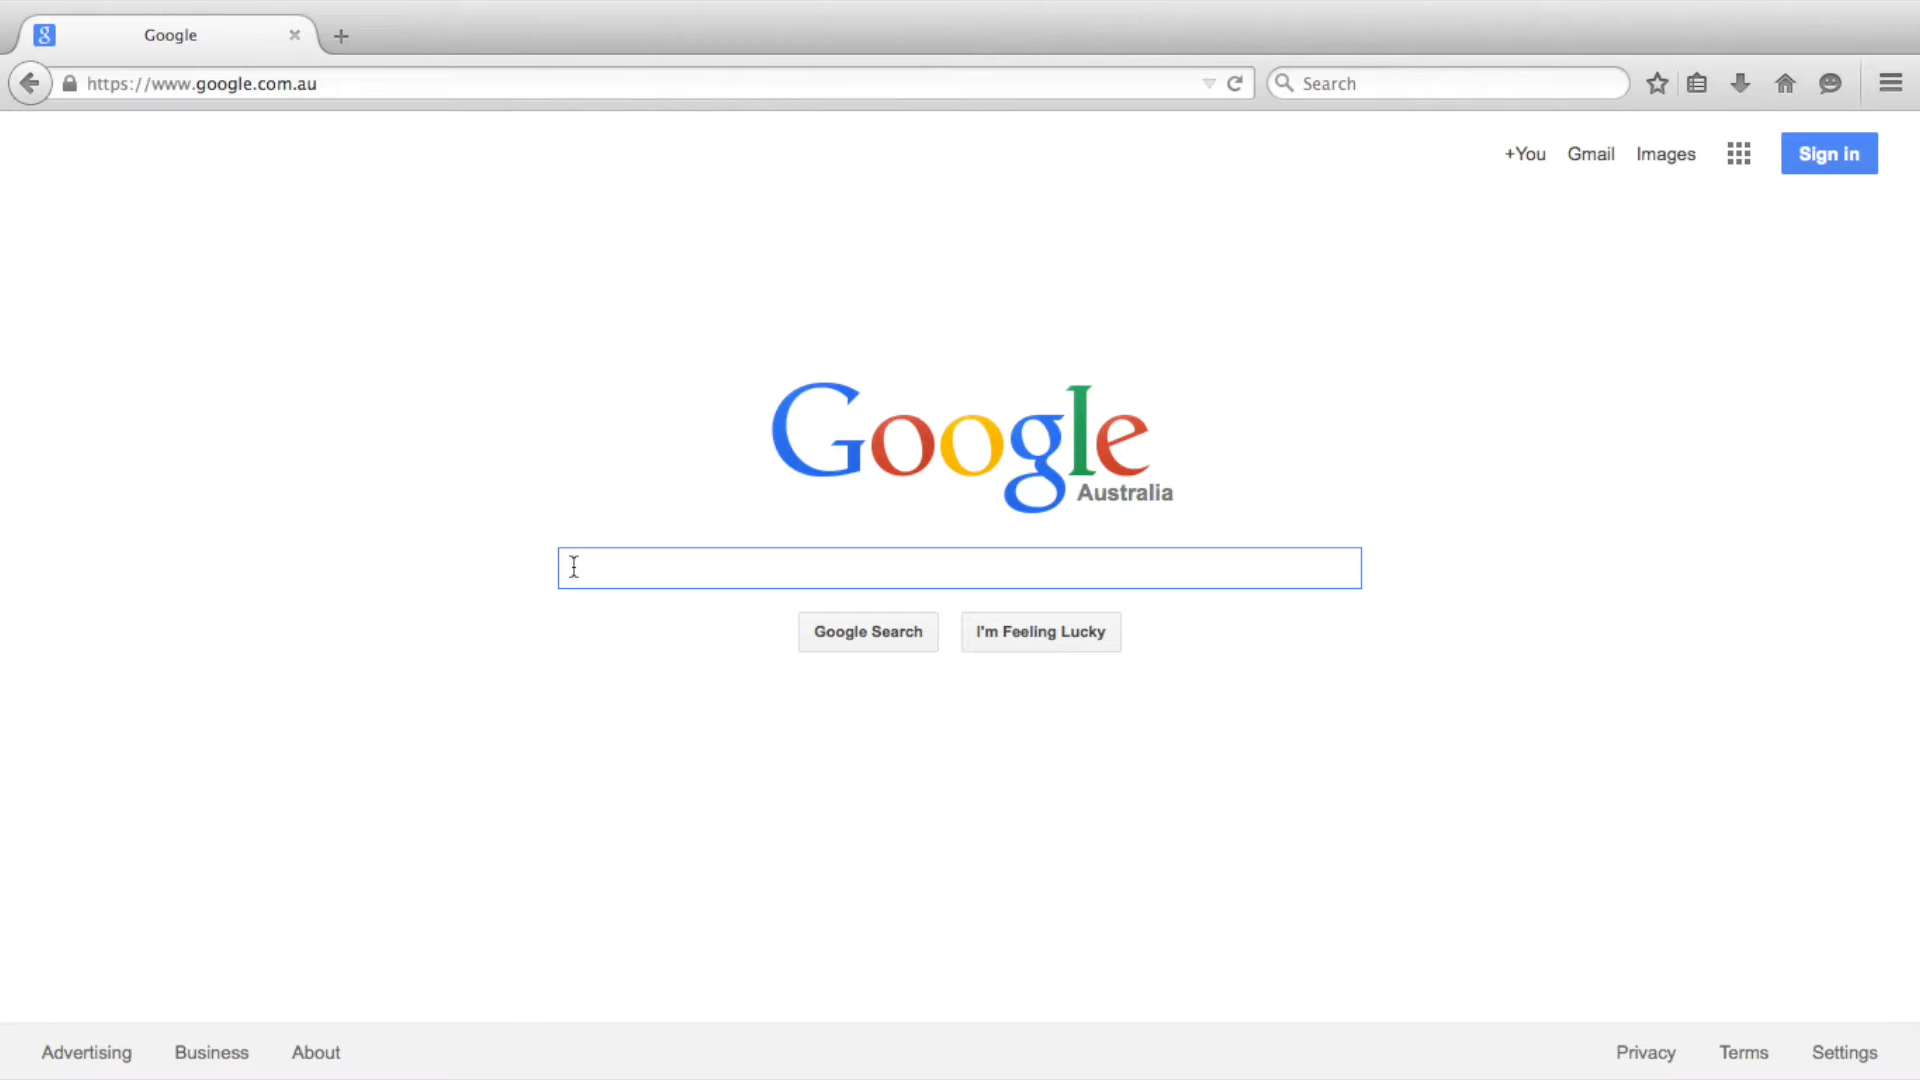 Google
https://www.google.com.au
Search
+You Gmail Images Sign in
Google
Australia
Google Search I'm Feeling Lucky
Advertising Business About Privacy Terms Settings